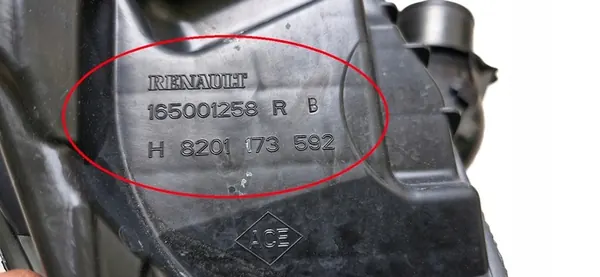 RENAULT
165001258 R B
H 8201 173 592
ACE